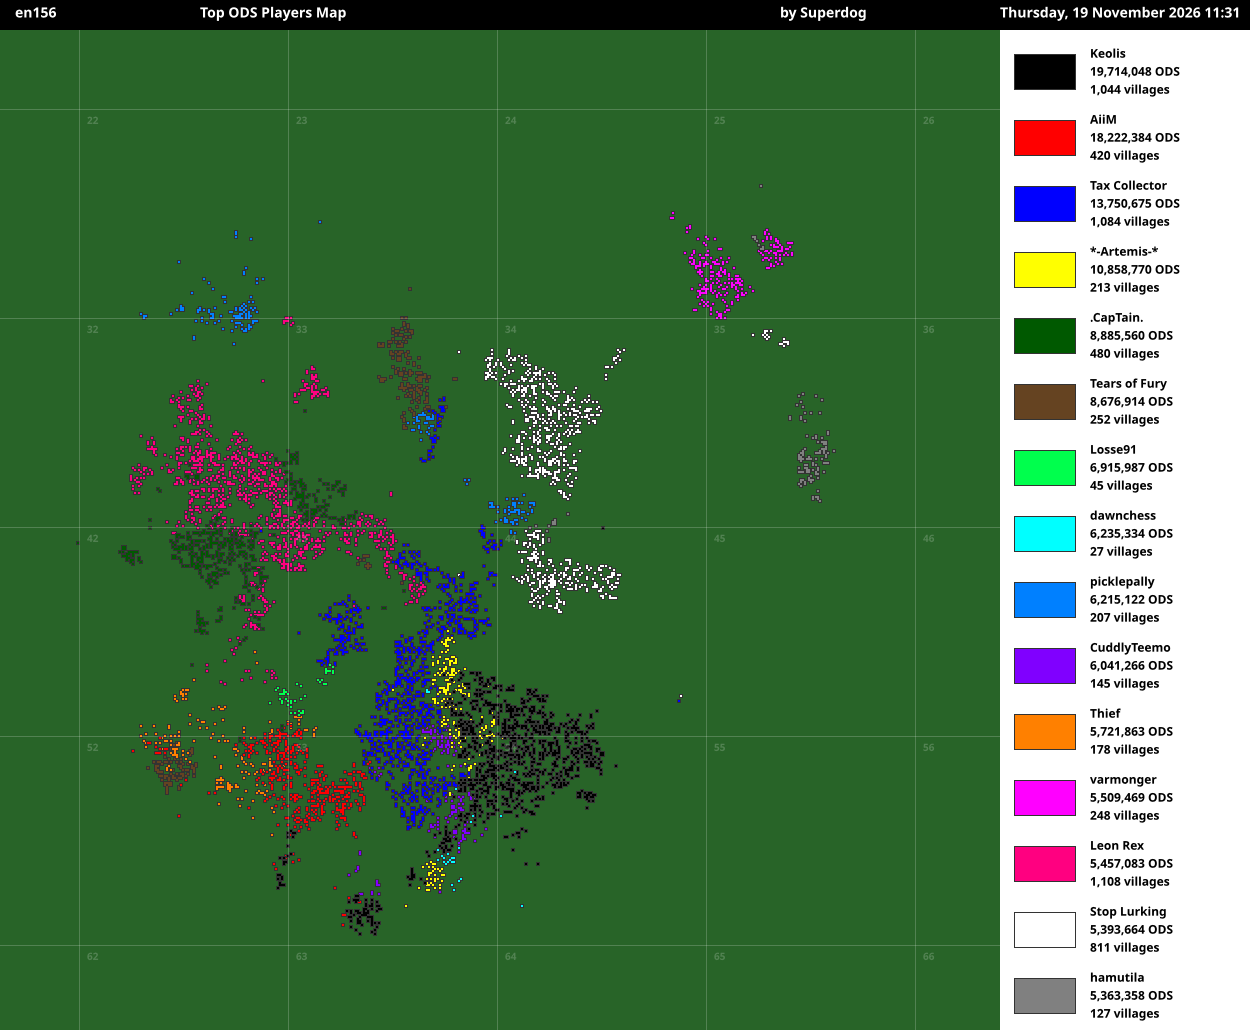 en156 Top ODS Players Map by Superdog Thursday, 19 November 2026 11:31
Keolis
19,714,048 ODS
1,044 villages
AiiM
18,222,384 ODS
420 villages
Tax Collector
13,750,675 ODS
1,084 villages
*-Artemis-*
10,858,770 ODS
213 villages
.CapTain.
8,885,560 ODS
480 villages
Tears of Fury
8,676,914 ODS
252 villages
Losse91
6,915,987 ODS
45 villages
dawnchess
6,235,334 ODS
27 villages
picklepally
6,215,122 ODS
207 villages
CuddlyTeemo
6,041,266 ODS
145 villages
Thief
5,721,863 ODS
178 villages
varmonger
5,509,469 ODS
248 villages
Leon Rex
5,457,083 ODS
1,108 villages
Stop Lurking
5,393,664 ODS
811 villages
hamutila
5,363,358 ODS
127 villages
22 23 24 25 26
32 33 34 35 36
42 43 44 45 46
52 53 55 56
62 63 64 65 66